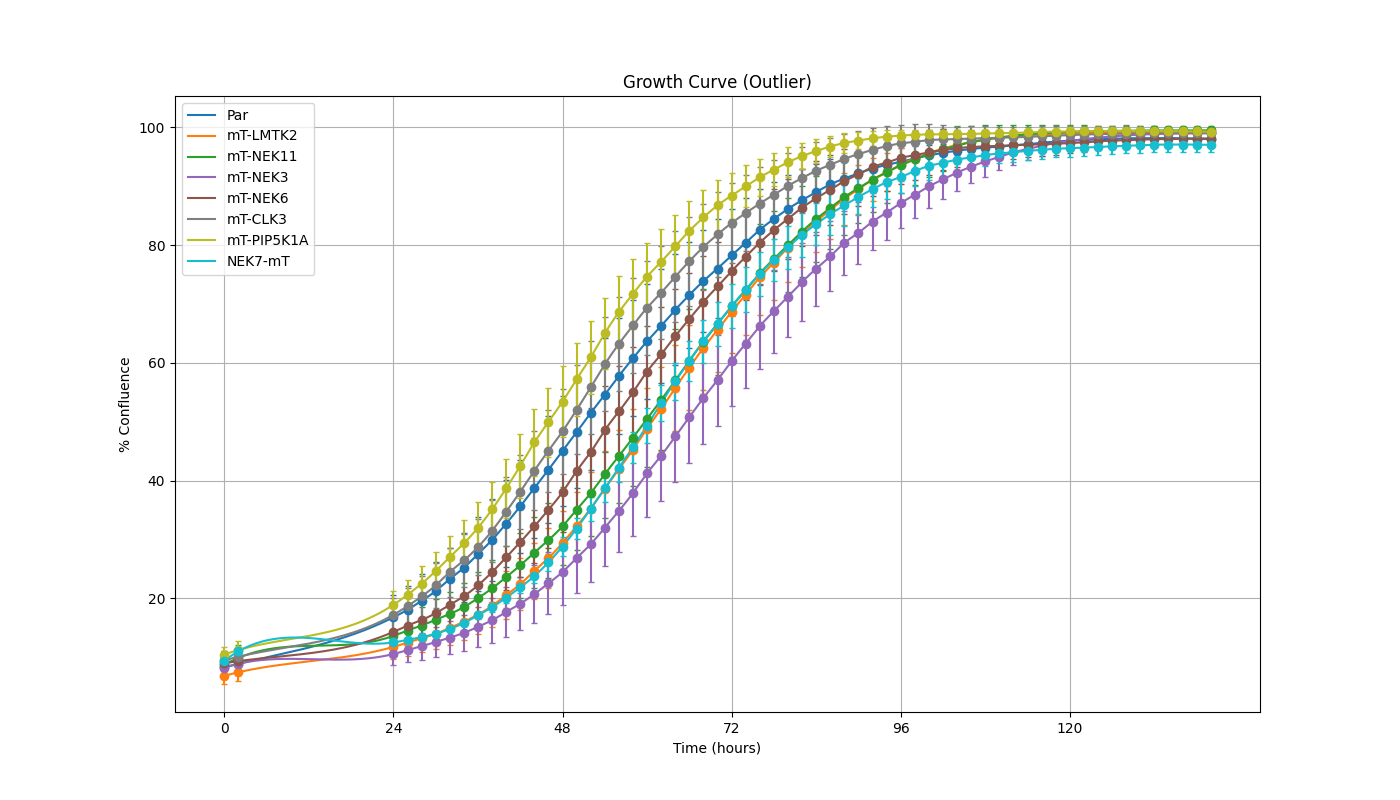 Growth Curve (Outlier)
Par
mT-LMTK2
mT-NEK11
mT-NEK3
mT-NEK6
mT-CLK3
mT-PIP5K1A
NEK7-mT
100
80
60
40
20
% Confluence
0 24 48 72 96 120
Time (hours)